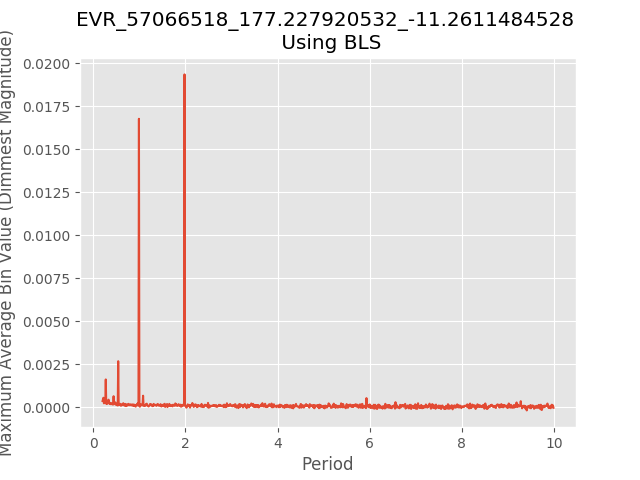 EVR_57066518_177.227920532_-11.2611484528
Using BLS
Maximum Average Bin Value (Dimmest Magnitude)
0.0200
0.0175
0.0150
0.0125
0.0100
0.0075
0.0050
0.0025
0.0000
0 2 4 6 8 10
Period